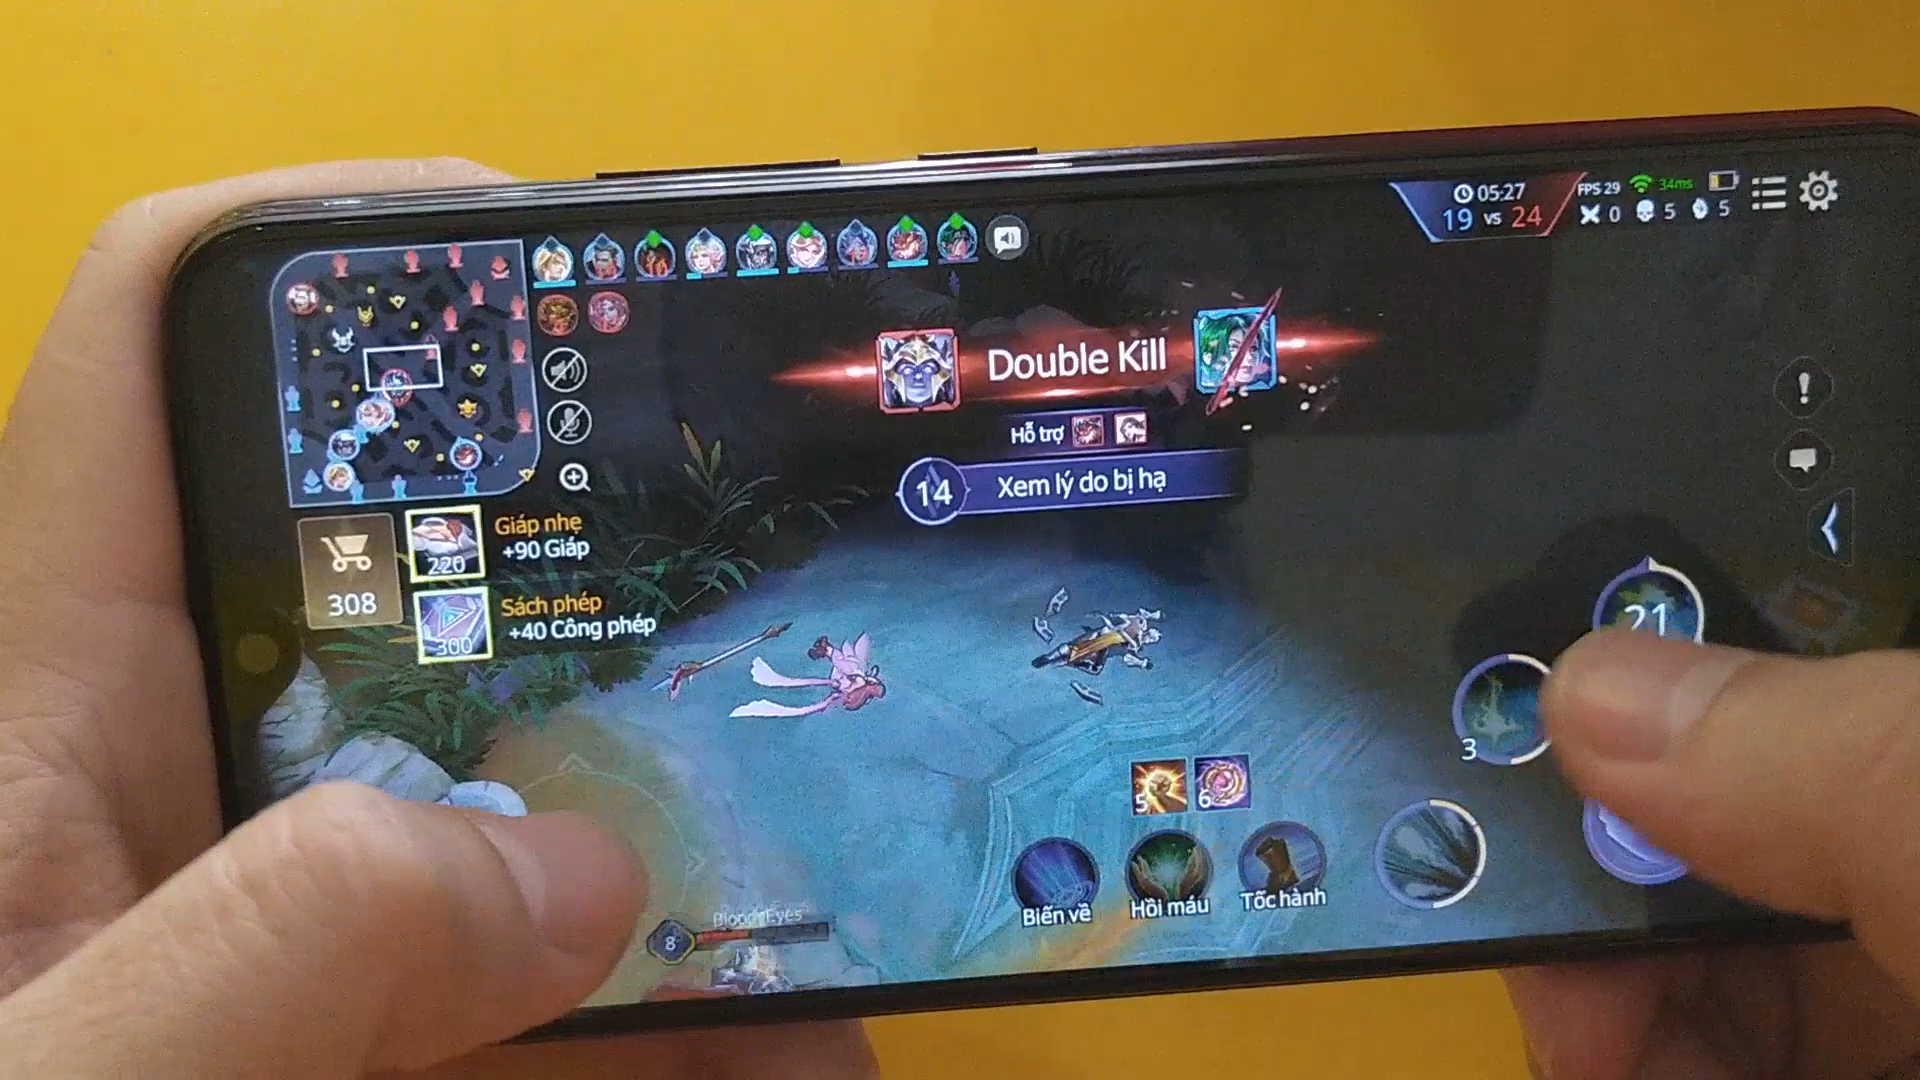 05:27
19 vs 24
FPS 29 34ms
0 5 5
Double Kill
Hỗ trợ
14 Xem lý do bị hạ
Giáp nhẹ
+90 Giáp
220
308
Sách phép
+40 Công phép
300
21
3
5 6
Biến về Hồi máu Tốc hành
8